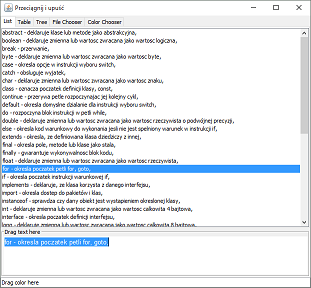 Przeciągnij i upuść
List Table Tree File Chooser Color Chooser
abstract - deklaruje klase lub metode jako abstrakcyjna,
boolean - deklaruje zmienna lub wartosc zwracana jako wartosc logiczna,
break - przerwanie,
byte - deklaruje zmienna lub wartosc zwracana jako wartosc byte,
case - okresla opcje w instrukcji wyboru switch,
catch - obsluguje wyjatek,
char - deklaruje zmienna lub wartosc zwracana jako wartosc znaku,
class - oznacza poczatek definicji klasy, const,
continue - przerywa petle rozpoczynajac jej kolejny cykl,
default - okresla domyslne dzialanie dla instrukcji wyboru switch,
do - rozpoczyna blok instrukcji w petli while,
double - deklaruje zmienna lub wartosc zwracana jako wartosc rzeczywista o podwojnej precyzji,
else - okresla kod warunkowy do wykonania jesli nie jest spelniony warunek w instrukcji if,
extends - okresla, ze definiowana klasa dziedziczy z innej,
final - okresla pole, metode lub klase jako stala,
finally - gwarantuje wykonywalnosc blok kodu,
float - deklaruje zmienna lub wartosc zwracana jako wartosc rzeczywista,
for - okresla poczatek petli for, goto,
if - okresla poczatek instrukcji warunkowej if,
implements - deklaruje, ze klasa korzysta z danego interfejsu,
import - okresla dostep do pakietów i klas,
instanceof - sprawdza czy dany obiekt jest wystapieniem okreslonej klasy,
int - deklaruje zmienna lub wartosc zwracana jako wartosc calkowita 4 bajtowa,
interface - okresla poczatek definicji interfejsu,
long - deklaruje zmienna lub wartosc zwracana jako wartosc calkowita 8 bajtowa,
Drag text here
for - okresla poczatek petli for, goto,
Drag color here